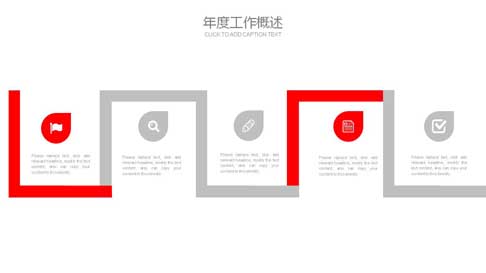 年度工作概述
CLICK TO ADD CAPTION TEXT
Please replace text, click add
relevant headline, modify the text
content, can copy your
content to this directly.
Please replace text, click add
relevant headline, modify the text
content, can copy your
content to this directly.
Please replace text, click add
relevant headline, modify the text
content, can copy your
content to this directly.
Please replace text, click add
relevant headline, modify the text
content, can copy your
content to this directly.
Please replace text, click add
relevant headline, modify the text
content, can copy your
content to this directly.